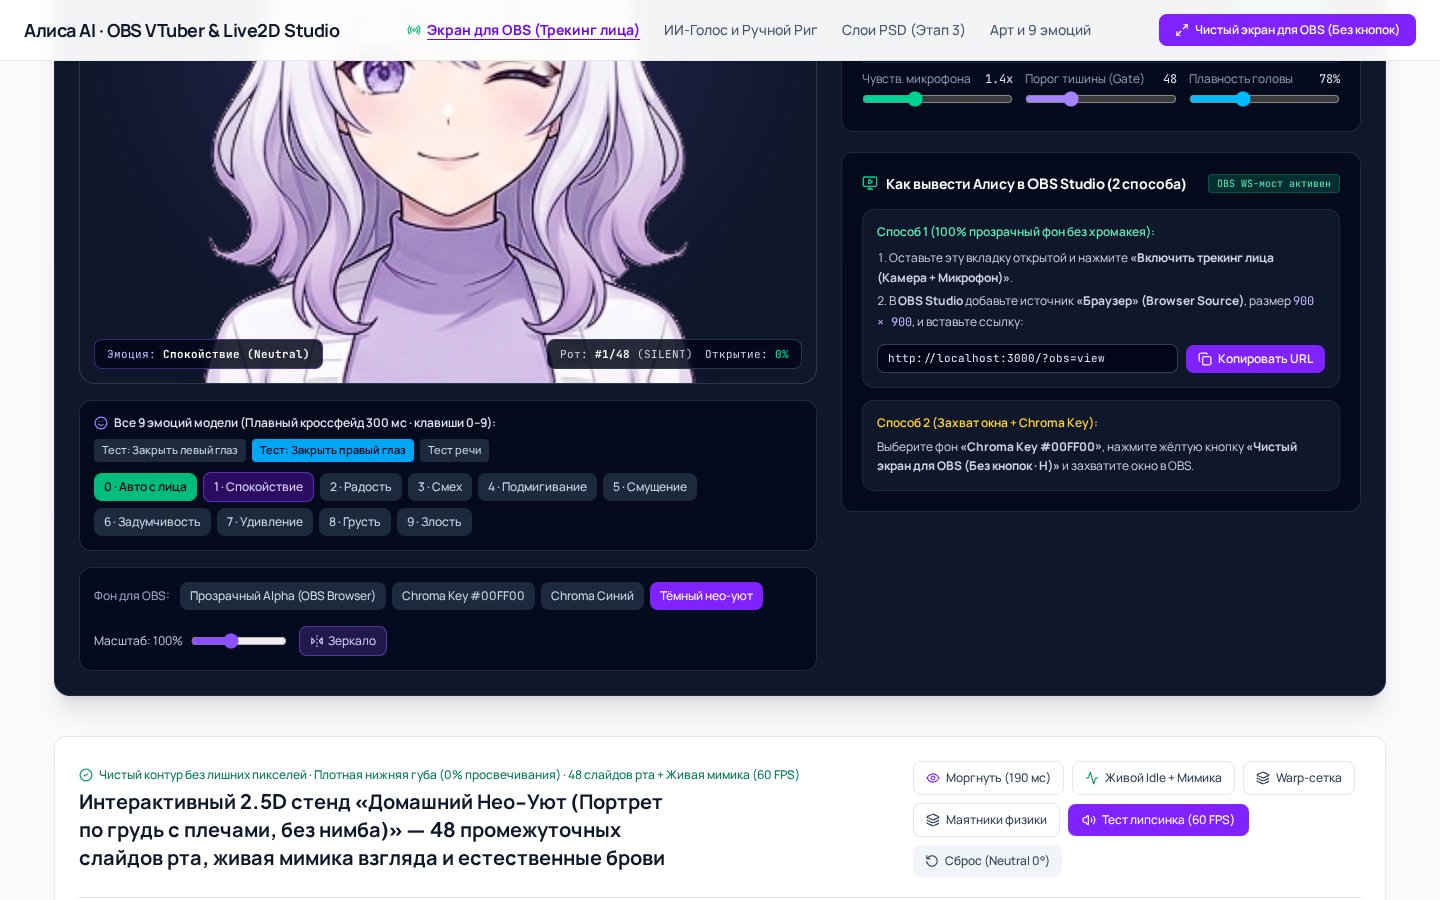 Алиса AI · OBS VTuber & Live2D Studio
Экран для OBS (Трекинг лица)
ИИ-Голос и Ручной Риг
Слои PSD (Этап 3)
Арт и 9 эмоций
Чистый экран для OBS (Без кнопок)
Эмоция: Спокойствие (Neutral)
Рот: #1/48 (SILENT) Открытие: 0%
Все 9 эмоций модели (Плавный кроссфейд 300 мс · клавиши 0–9):
Тест: Закрыть левый глаз
Тест: Закрыть правый глаз
Тест речи
0 · Авто с лица
1 · Спокойствие
2 · Радость
3 · Смех
4 · Подмигивание
5 · Смущение
6 · Задумчивость
7 · Удивление
8 · Грусть
9 · Злость
Фон для OBS:
Прозрачный Alpha (OBS Browser)
Chroma Key #00FF00
Chroma Синий
Тёмный нео-уют
Масштаб: 100%
Зеркало
Чувств. микрофона 1.4x
Порог тишины (Gate) 48
Плавность головы 78%
Как вывести Алису в OBS Studio (2 способа)
OBS WS-мост активен
Способ 1 (100% прозрачный фон без хромакея):
1. Оставьте эту вкладку открытой и нажмите «Включить трекинг лица
(Камера + Микрофон)».
2. В OBS Studio добавьте источник «Браузер» (Browser Source), размер 900
× 900, и вставьте ссылку:
http://localhost:3000/?obs=view
Копировать URL
Способ 2 (Захват окна + Chroma Key):
Выберите фон «Chroma Key #00FF00», нажмите жёлтую кнопку «Чистый
экран для OBS (Без кнопок · H)» и захватите окно в OBS.
Чистый контур без лишних пикселей · Плотная нижняя губа (0% просвечивания) · 48 слайдов рта + Живая мимика (60 FPS)
Интерактивный 2.5D стенд «Домашний Нео-Уют (Портрет
по грудь с плечами, без нимба)» — 48 промежуточных
слайдов рта, живая мимика взгляда и естественные брови
Моргнуть (190 мс)
Живой Idle + Мимика
Warp-сетка
Маятники физики
Тест липсинка (60 FPS)
Сброс (Neutral 0°)